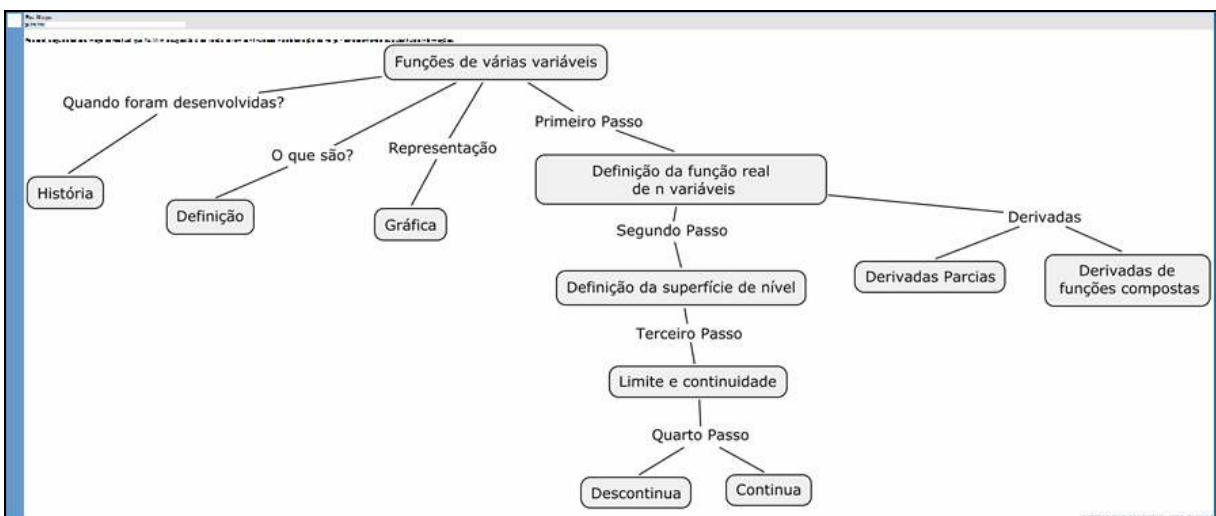 Funções de várias variáveis
Quando foram desenvolvidas?
Primeiro Passo
O que são?
Representação
História
Definição
Gráfica
Definição da função real
de n variáveis
Segundo Passo
Derivadas
Definição da superfície de nível
Derivadas Parcias
Derivadas de
funções compostas
Terceiro Passo
Limite e continuidade
Quarto Passo
Descontinua
Continua